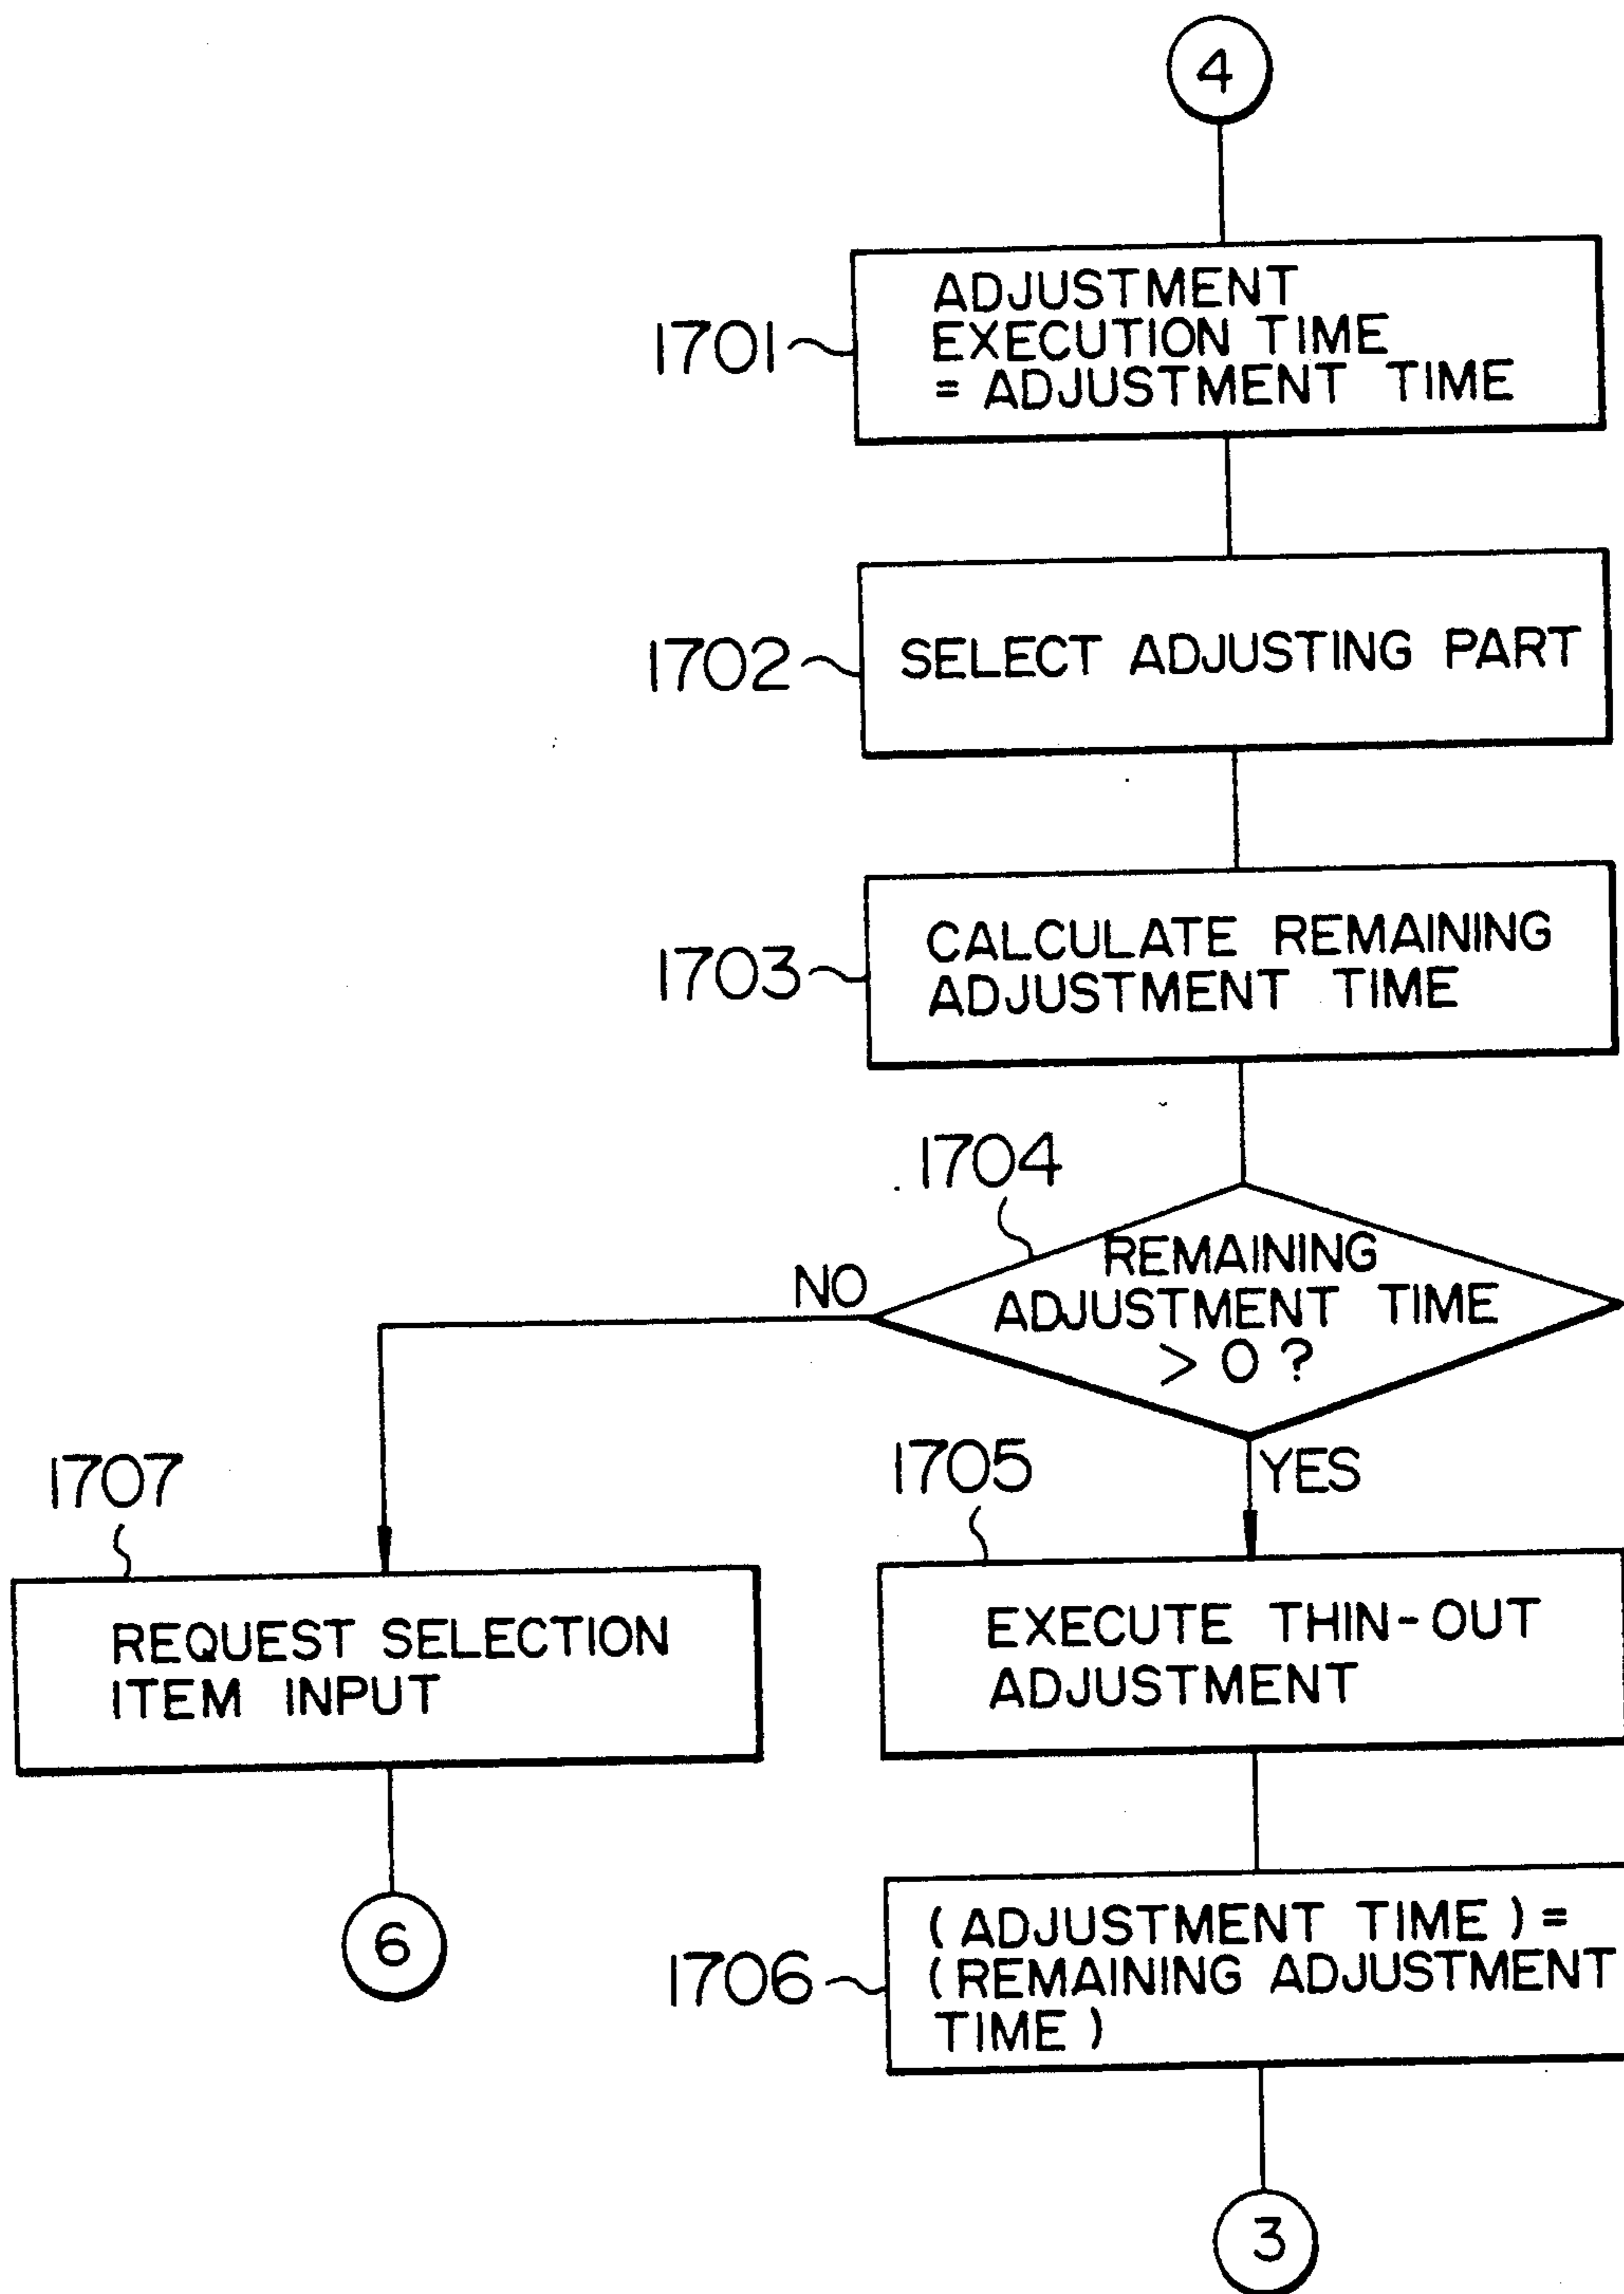 4
1701
ADJUSTMENT
EXECUTION TIME
= ADJUSTMENT TIME
1702
SELECT ADJUSTING PART
1703
CALCULATE REMAINING
ADJUSTMENT TIME
1704
REMAINING
ADJUSTMENT TIME
> 0 ?
NO
YES
1707
REQUEST SELECTION
ITEM INPUT
6
1705
EXECUTE THIN-OUT
ADJUSTMENT
1706
( ADJUSTMENT TIME ) =
( REMAINING ADJUSTMENT
TIME )
3